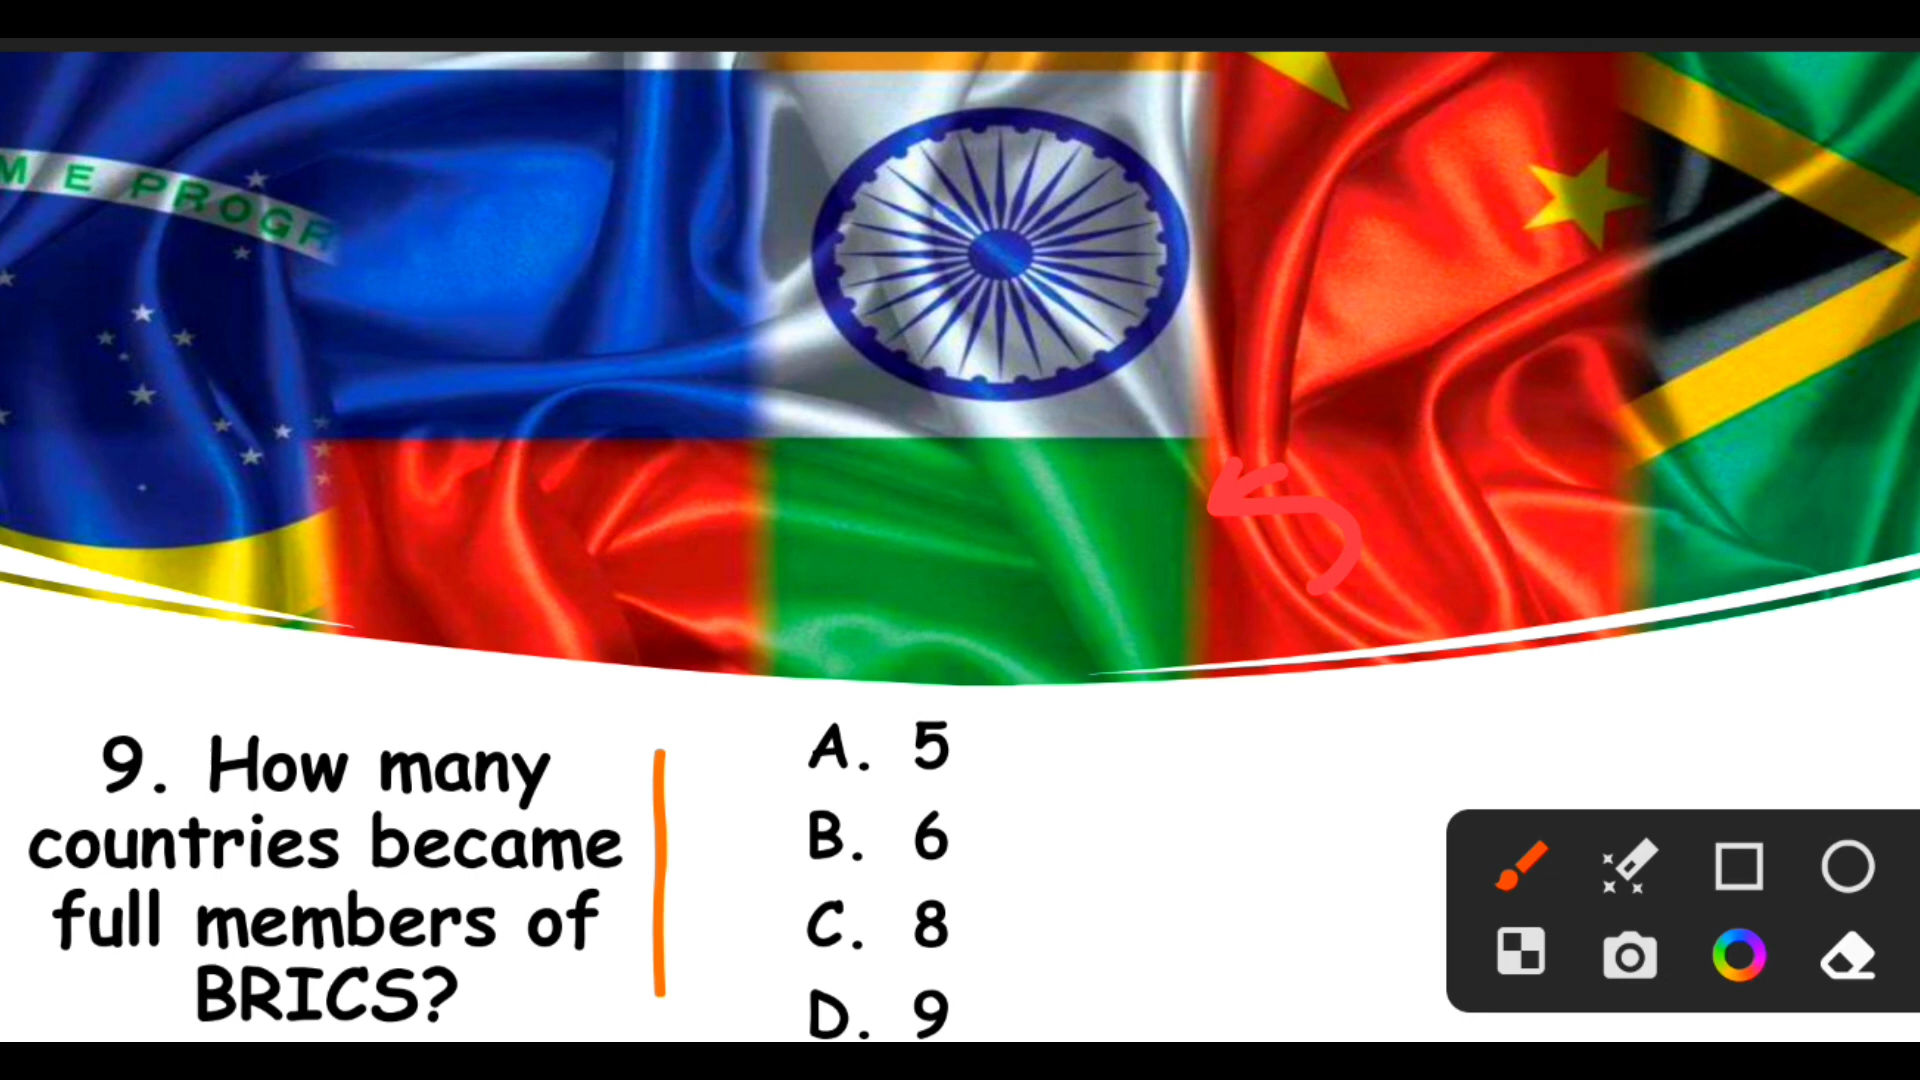 M E PROGR
9. How many
countries became
full members of
BRICS?
A. 5
B. 6
C. 8
D. 9